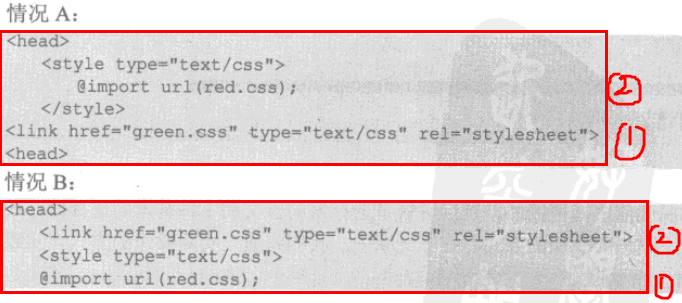 情况 A：
<head>
<style type="text/css">
@import url(red.css);
②
</style>
<link href="green.css" type="text/css" rel="stylesheet">
①
<head>
情况 B：
<head>
<link href="green.css" type="text/css" rel="stylesheet">
②
<style type="text/css">
@import url(red.css);
①